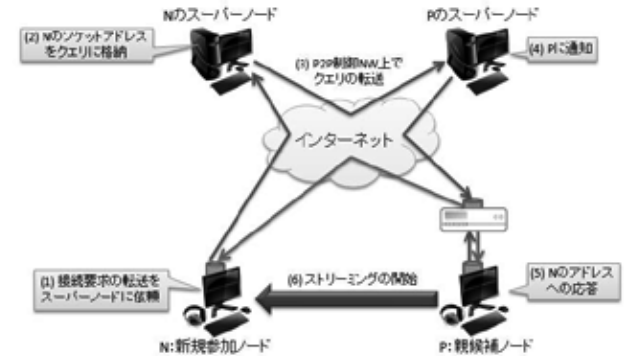 Nのスーパーノード
Pのスーパーノード
(2) Nのソケットアドレス
をクエリに格納
(3) P2P制御NW上で
クエリの転送
(4) Pに通知
インターネット
(1) 接続要求の転送を
スーパーノードに依頼
(6) ストリーミングの開始
(5) Nのアドレス
への応答
N:新規参加ノード
P:親候補ノード